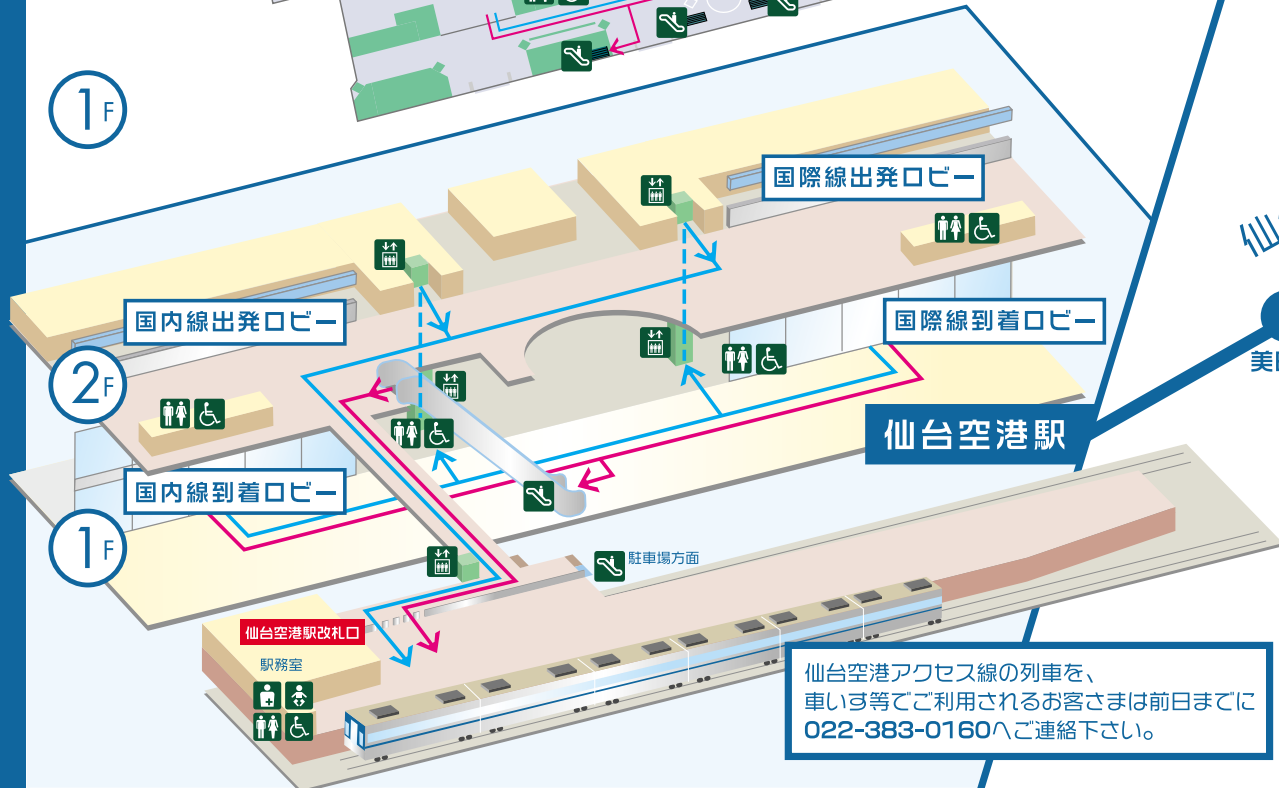 1F
国際線出発ロビー
国内線出発ロビー
国際線到着ロビー
2F
仙台空港駅
国内線到着ロビー
1F
駐車場方面
仙台空港駅改札口
駅務室
仙台空港アクセス線の列車を、
車いす等でご利用されるお客さまは前日までに
022-383-0160へご連絡下さい。
仙
美